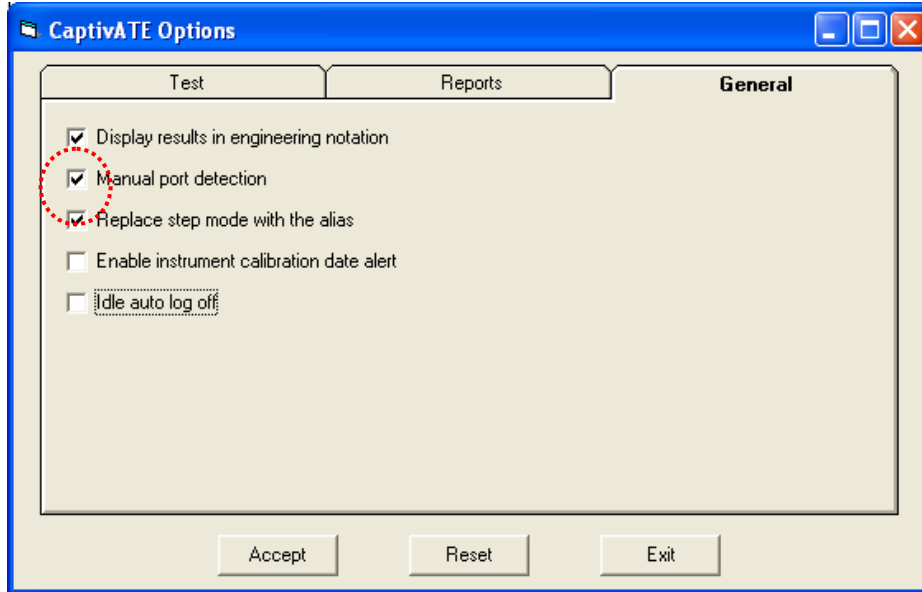 CaptivATE Options
Test Reports General
Display results in engineering notation
Manual port detection
Replace step mode with the alias
Enable instrument calibration date alert
Idle auto log off
Accept Reset Exit